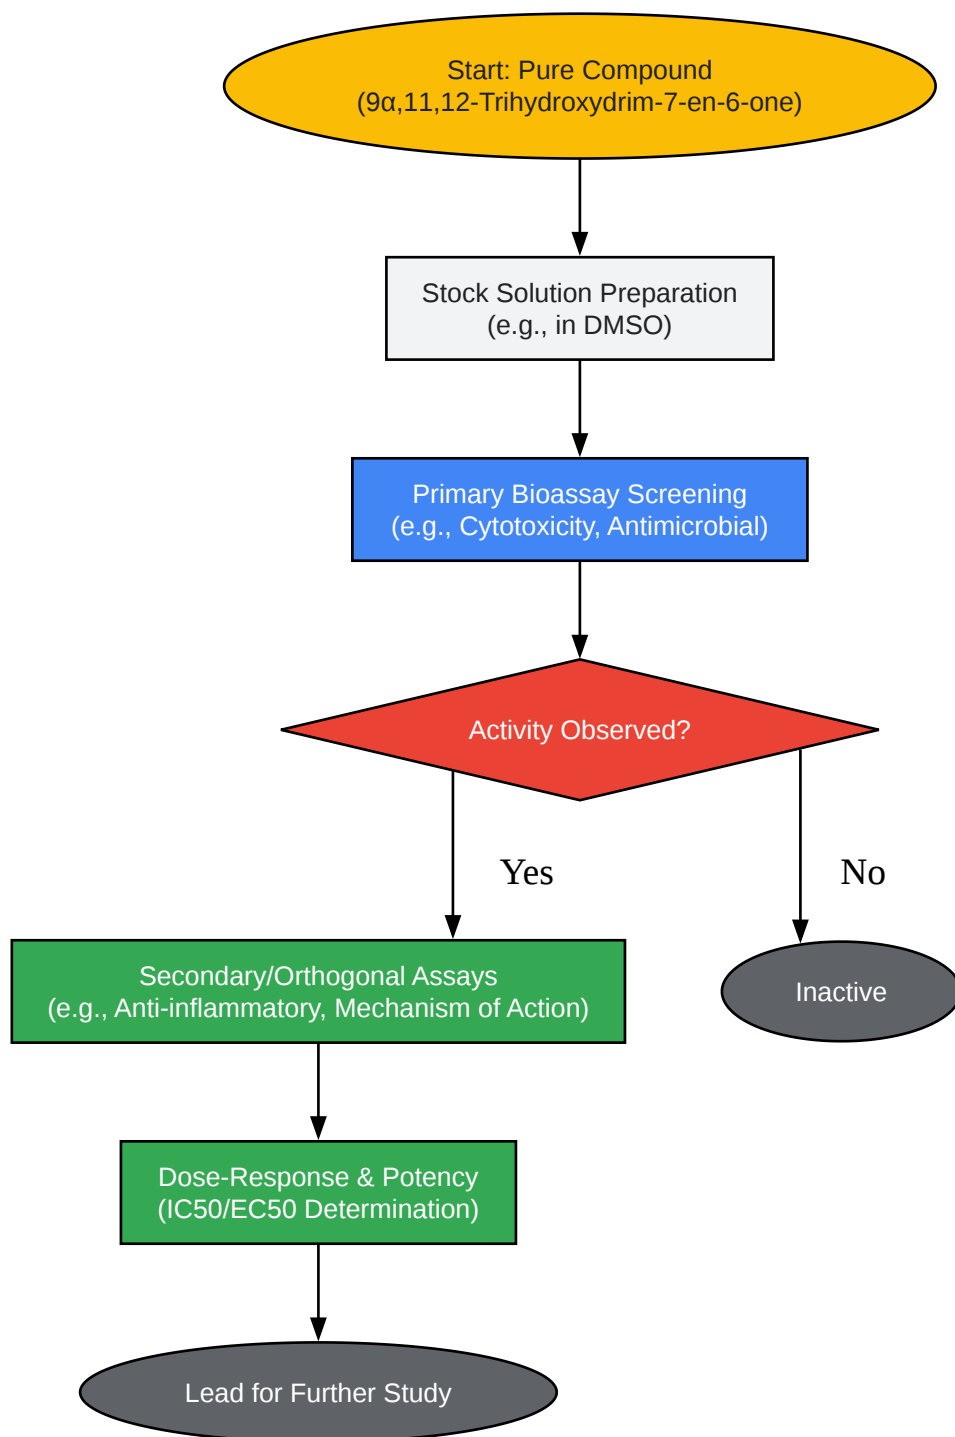 Start: Pure Compound
(9α,11,12-Trihydroxydrim-7-en-6-one)
Stock Solution Preparation
(e.g., in DMSO)
Primary Bioassay Screening
(e.g., Cytotoxicity, Antimicrobial)
Activity Observed?
Yes
No
Secondary/Orthogonal Assays
(e.g., Anti-inflammatory, Mechanism of Action)
Inactive
Dose-Response & Potency
(IC50/EC50 Determination)
Lead for Further Study